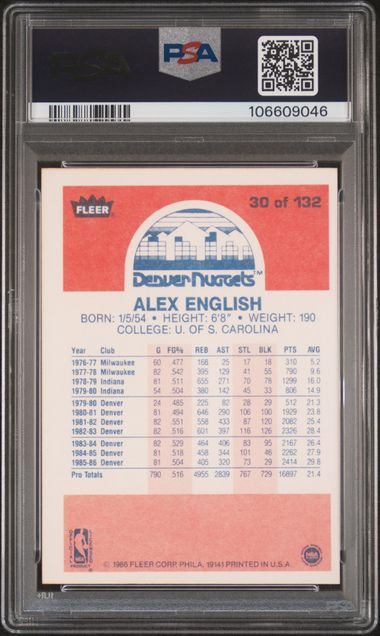 PSA
PSA
106609046
FLEER
30 of 132
Denver Nuggets™
ALEX ENGLISH
BORN: 1/5/54 • HEIGHT: 6'8" • WEIGHT: 190
COLLEGE: U. OF S. CAROLINA
Year Club G FG% REB AST STL BLK PTS AVG
1976-77 Milwaukee 60 .477 168 25 17 18 310 5.2
1977-78 Milwaukee 82 .542 395 129 41 55 790 9.6
1978-79 Indiana 81 .511 655 271 70 78 1299 16.0
1979-80 Indiana 54 .504 380 142 45 33 806 14.9
1979-80 Denver 24 .485 225 82 28 29 512 21.3
1980-81 Denver 81 .494 646 290 106 100 1929 23.8
1981-82 Denver 82 .551 558 433 87 120 2082 25.4
1982-83 Denver 82 .516 601 397 116 126 2326 28.4
1983-84 Denver 82 .529 464 406 83 95 2167 26.4
1984-85 Denver 81 .518 458 344 101 46 2262 27.9
1985-86 Denver 81 .504 405 320 73 29 2414 29.8
Pro Totals 790 .516 4955 2839 767 729 16897 21.4
© 1986 FLEER CORP. PHILA. 19141 PRINTED IN U.S.A.